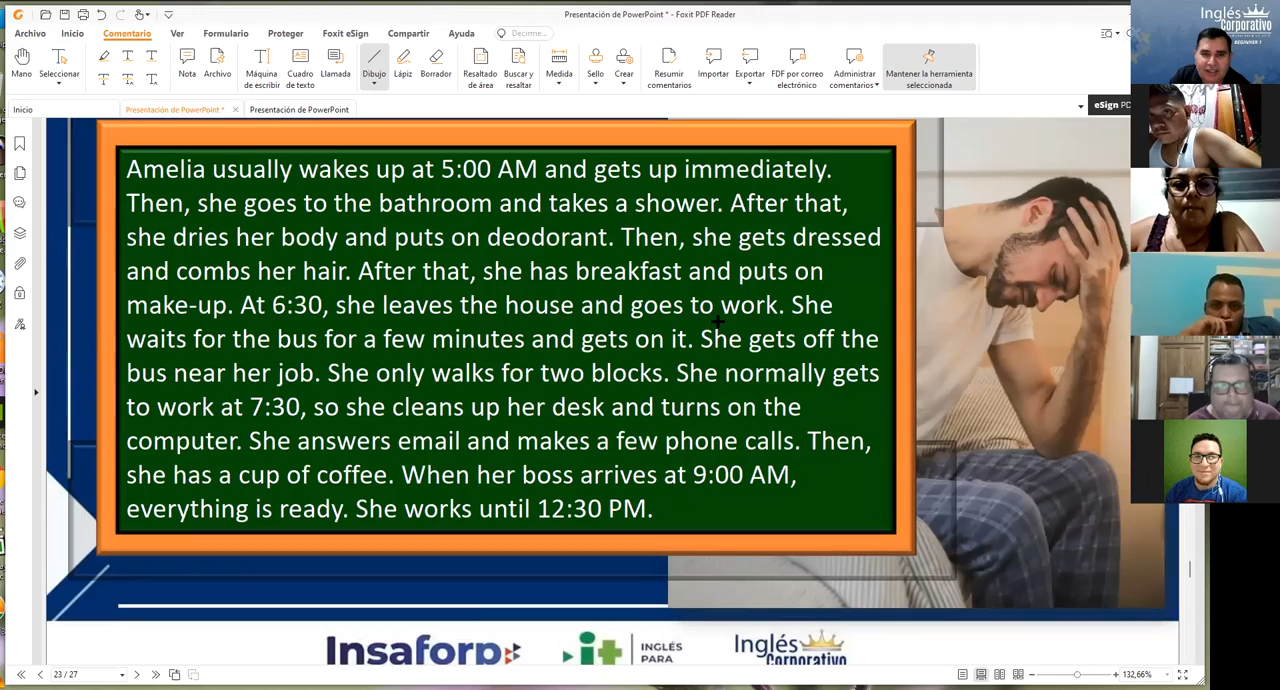 Presentación de PowerPoint * - Foxit PDF Reader
Archivo Inicio Comentario Ver Formulario Proteger Foxit eSign Compartir Ayuda Decirme...
Mano Seleccionar Nota Archivo Máquina de escribir Cuadro de texto Llamada Dibujo Lápiz Borrador Resaltado de área Buscar y resaltar Medida Sello Crear Resumir comentarios Importar Exportar PDF por correo electrónico Administrar comentarios Mantener la herramienta seleccionada
Inicio Presentación de PowerPoint * Presentación de PowerPoint
eSign PD
Inglés
Corporativo
BEGINNER 1
Amelia usually wakes up at 5:00 AM and gets up immediately.
Then, she goes to the bathroom and takes a shower. After that,
she dries her body and puts on deodorant. Then, she gets dressed
and combs her hair. After that, she has breakfast and puts on
make-up. At 6:30, she leaves the house and goes to work. She
waits for the bus for a few minutes and gets on it. She gets off the
bus near her job. She only walks for two blocks. She normally gets
to work at 7:30, so she cleans up her desk and turns on the
computer. She answers email and makes a few phone calls. Then,
she has a cup of coffee. When her boss arrives at 9:00 AM,
everything is ready. She works until 12:30 PM.
Insaforp it INGLÉS PARA Inglés Corporativo
23 / 27 132,66%